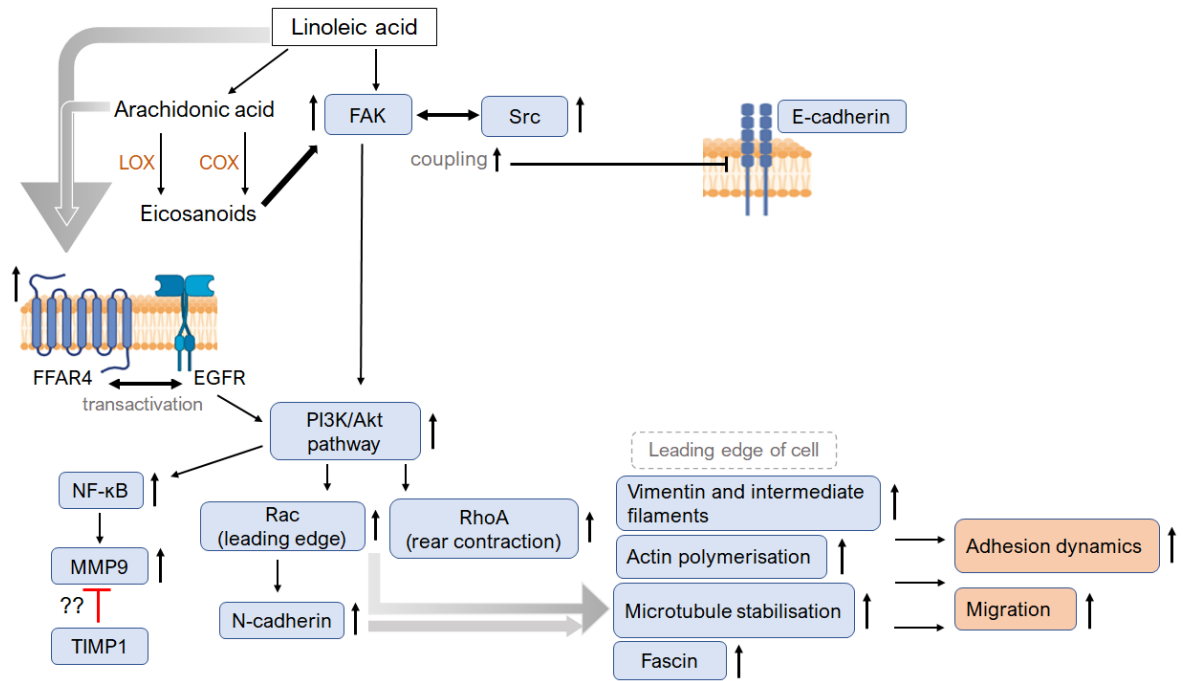 Linoleic acid
Arachidonic acid
FAK
Src
E-cadherin
LOX
COX
coupling
Eicosanoids
FFAR4
EGFR
transactivation
PI3K/Akt
pathway
Leading edge of cell
NF-κB
Rac
(leading edge)
RhoA
(rear contraction)
Vimentin and intermediate
filaments
Actin polymerisation
Adhesion dynamics
MMP9
??
N-cadherin
Microtubule stabilisation
Migration
TIMP1
Fascin